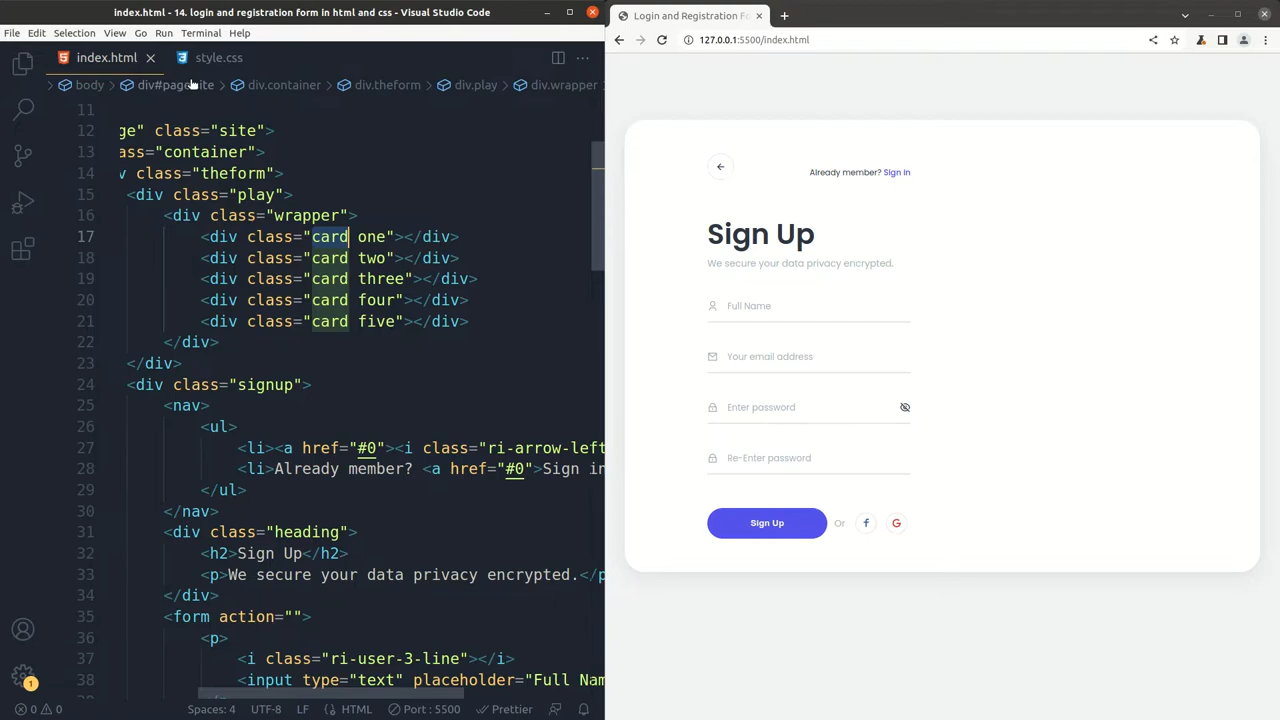 index.html - 14. login and registration form in html and css - Visual Studio Code
File Edit Selection View Go Run Terminal Help
index.html style.css
body div#page.site div.container div.theform div.play div.wrapper
11
12 ge" class="site">
13 ass="container">
14 v class="theform">
15 <div class="play">
16 <div class="wrapper">
17 <div class="card one"></div>
18 <div class="card two"></div>
19 <div class="card three"></div>
20 <div class="card four"></div>
21 <div class="card five"></div>
22 </div>
23 </div>
24 <div class="signup">
25 <nav>
26 <ul>
27 <li><a href="#0"><i class="ri-arrow-left
28 <li>Already member? <a href="#0">Sign in
29 </ul>
30 </nav>
31 <div class="heading">
32 <h2>Sign Up</h2>
33 <p>We secure your data privacy encrypted.</p
34 </div>
35 <form action="">
36 <p>
37 <i class="ri-user-3-line"></i>
38 <input type="text" placeholder="Full Nam
1
0 0 Spaces: 4 UTF-8 LF HTML Port : 5500 Prettier
Login and Registration Fo
127.0.0.1:5500/index.html
Already member? Sign in
Sign Up
We secure your data privacy encrypted.
Full Name
Your email address
Enter password
Re-Enter password
Sign Up Or f G